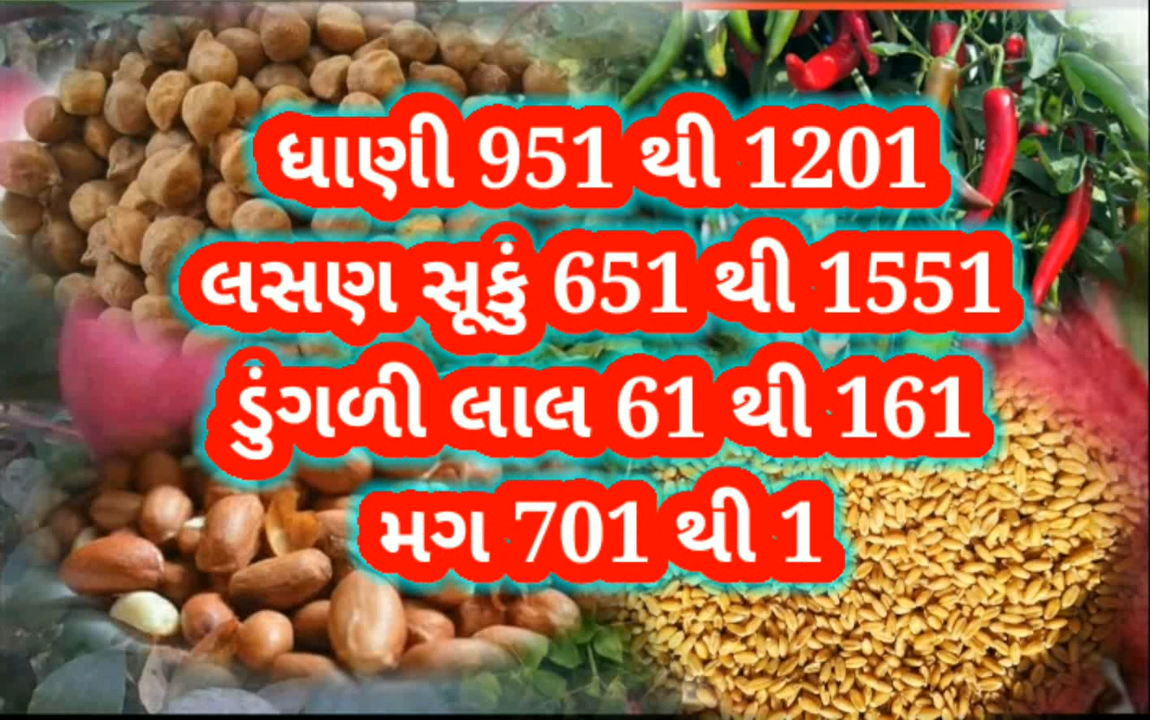 ધાણી 951 થી 1201
લસણ સૂકું 651 થી 1551
ડુંગળી લાલ 61 થી 161
મગ 701 થી 1